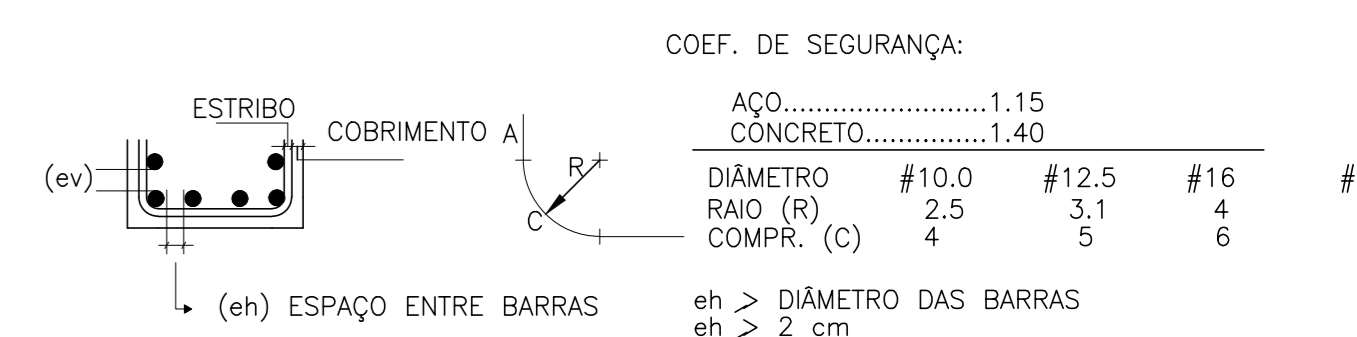 COEF. DE SEGURANÇA:
AÇO.........................1.15
CONCRETO...............1.40
ESTRIBO
COBRIMENTO
A
(ev)
R
C
DIÂMETRO #10.0 #12.5 #16 #
RAIO (R) 2.5 3.1 4
COMPR. (C) 4 5 6
(eh) ESPAÇO ENTRE BARRAS
eh > DIÂMETRO DAS BARRAS
eh > 2 cm